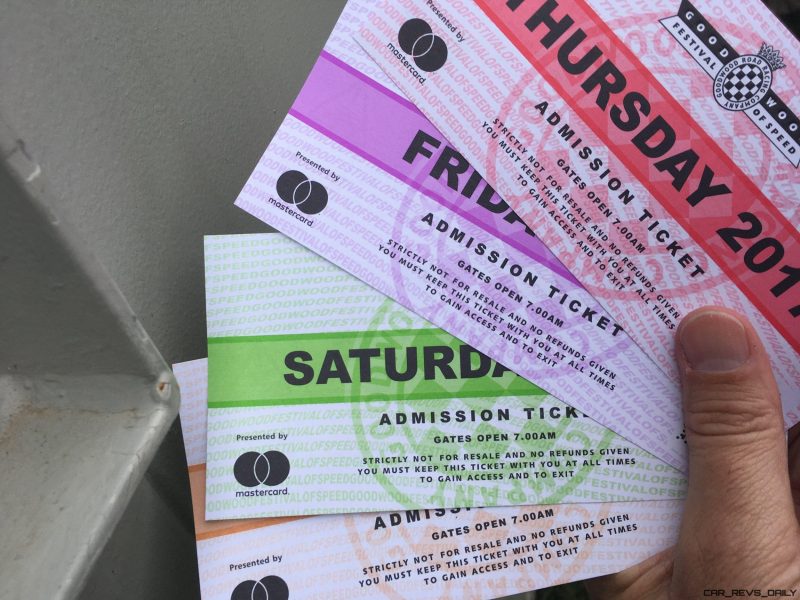 Presented by
mastercard.
THURSDAY 2017
ADMISSION TICKET
GATES OPEN 7.00AM
STRICTLY NOT FOR RESALE AND NO REFUNDS GIVEN
YOU MUST KEEP THIS TICKET WITH YOU AT ALL TIMES
TO GAIN ACCESS AND TO EXIT
GOOD WOOD
FESTIVAL OF SPEED
GOODWOOD ROAD RACING
COMPANY
Presented by
mastercard.
FRIDA
ADMISSION TICKET
GATES OPEN 7.00AM
STRICTLY NOT FOR RESALE AND NO REFUNDS GIVEN
YOU MUST KEEP THIS TICKET WITH YOU AT ALL TIMES
TO GAIN ACCESS AND TO EXIT
SATURDA
ADMISSION TICK
GATES OPEN 7.00AM
Presented by
mastercard.
STRICTLY NOT FOR RESALE AND NO REFUNDS GIVEN
YOU MUST KEEP THIS TICKET WITH YOU AT ALL TIMES
TO GAIN ACCESS AND TO EXIT
ADMISSION
GATES OPEN 7.00AM
Presented by
STRICTLY NOT FOR RESALE AND NO REFUNDS GIVEN
YOU MUST KEEP THIS TICKET WITH YOU AT ALL TIMES
TO GAIN ACCESS AND TO EXIT
CAR_REVS_DAILY